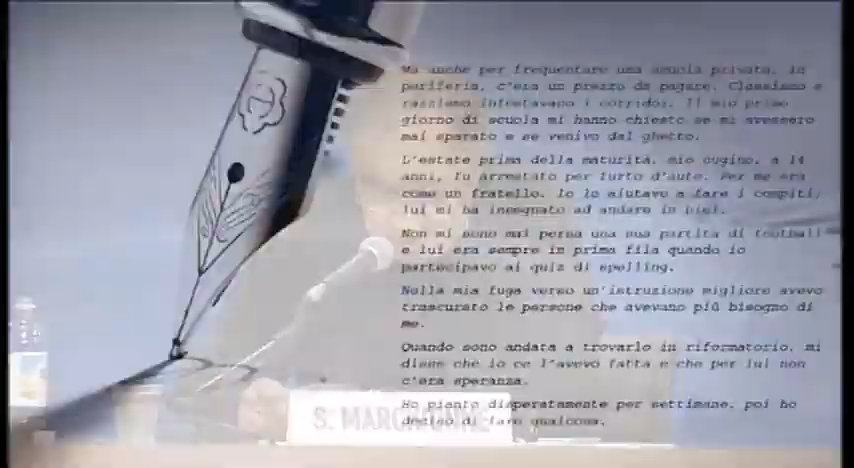 Ma anche per frequentare una scuola privata, in
periferia, c'era un prezzo da pagare. Classismo e
razzismo infestavano i corridoi. Il mio primo
giorno di scuola mi hanno chiesto se mi avessero
mai sparato e se venivo dal ghetto.
L'estate prima della maturità, mio cugino, a 14
anni, fu arrestato per furto d'auto. Per me era
come un fratello. Io lo aiutavo a fare i compiti,
lui mi ha insegnato ad andare in bici.
Non mi sono mai persa una sua partita di football
e lui era sempre in prima fila quando io
partecipavo ai quiz di spelling.
Nella mia fuga verso un'istruzione migliore avevo
trascurato le persone che avevano più bisogno di
me.
Quando sono andata a trovarlo in riformatorio, mi
disse che io ce l'avevo fatta e che per lui non
c'era speranza.
Ho pianto disperatamente per settimane, poi ho
deciso di fare qualcosa.
S. MARCHIONNE